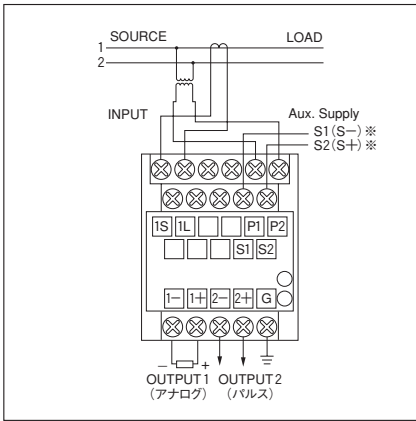 SOURCE LOAD
1
2
INPUT Aux. Supply
S1(S−)※
S2(S+)※
1S 1L P1 P2
S1 S2
1− 1+ 2− 2+ G
− +
OUTPUT1 OUTPUT2
(アナログ) (パルス)